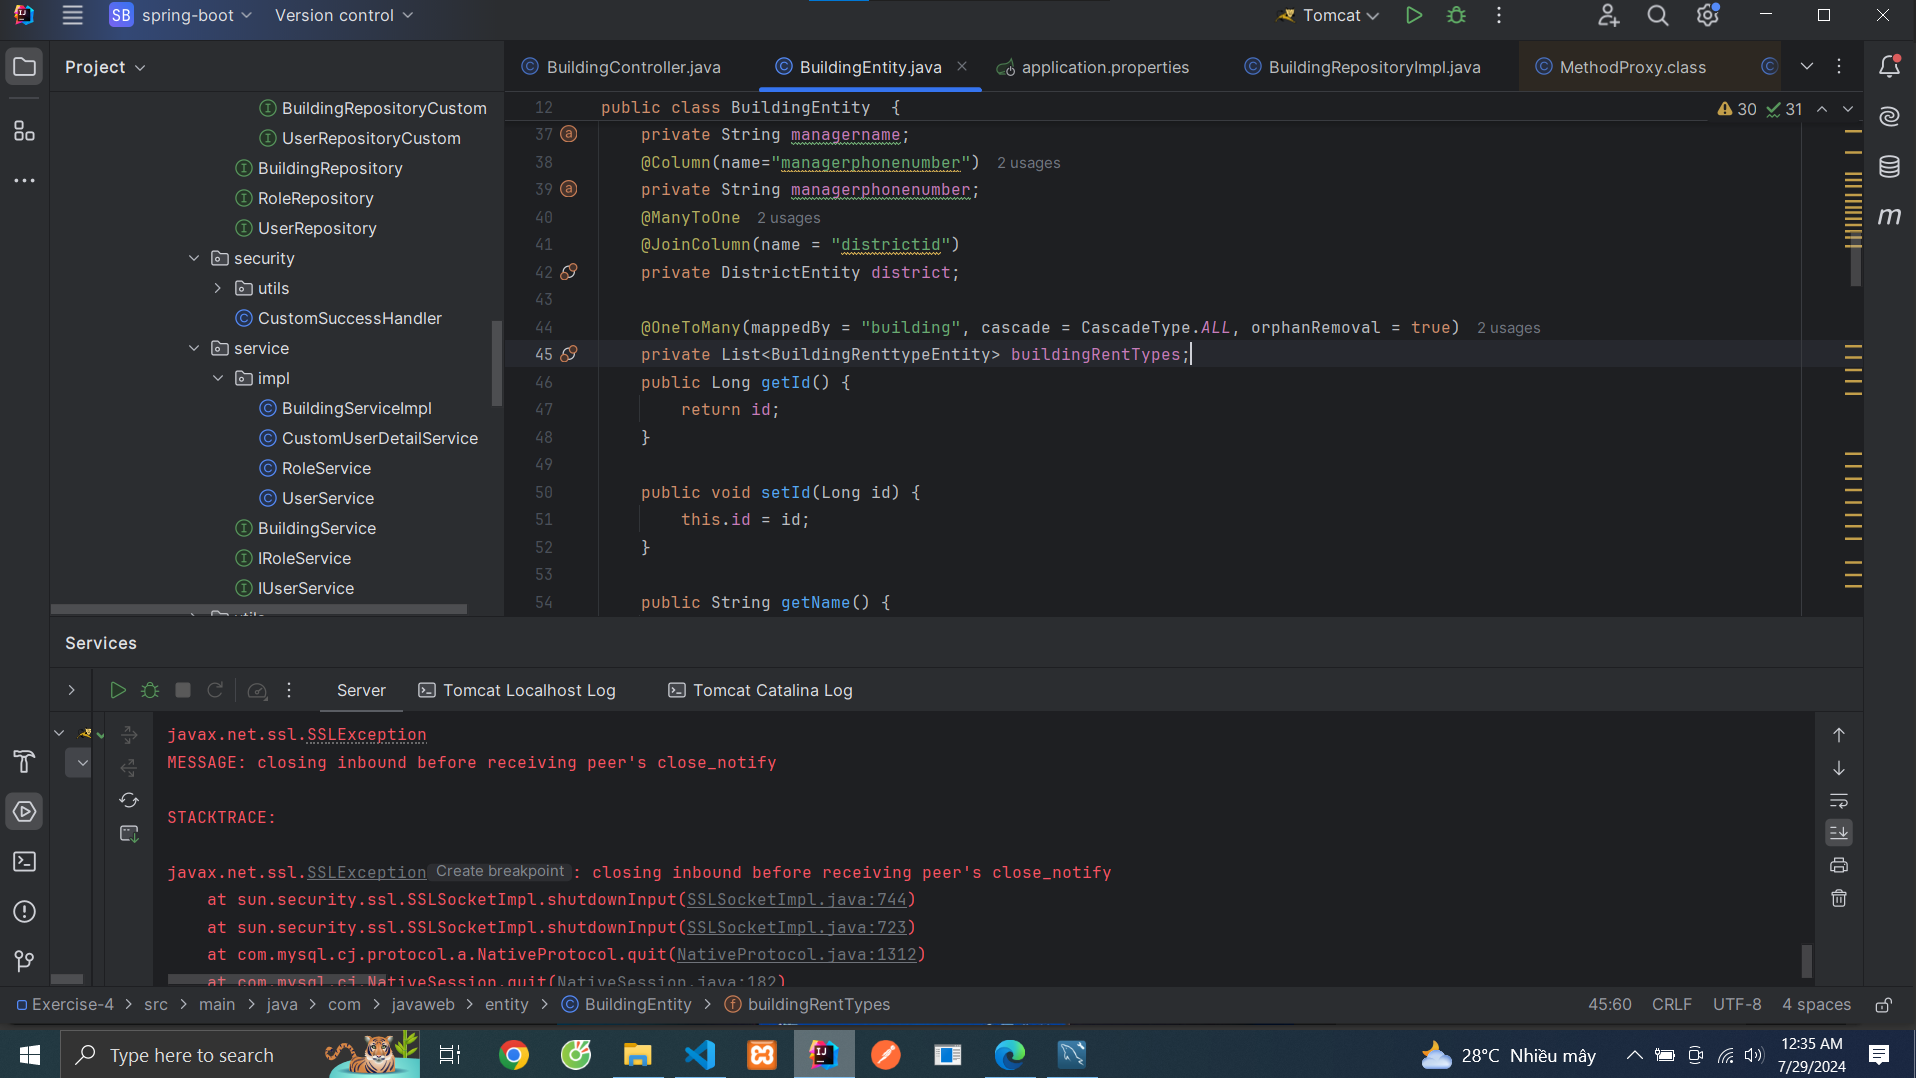 SB spring-boot Version control Tomcat
Project
BuildingController.java BuildingEntity.java application.properties BuildingRepositoryImpl.java MethodProxy.class
BuildingRepositoryCustom
UserRepositoryCustom
BuildingRepository
RoleRepository
UserRepository
security
utils
CustomSuccessHandler
service
impl
BuildingServiceImpl
CustomUserDetailService
RoleService
UserService
BuildingService
IRoleService
IUserService
12 public class BuildingEntity {
30 31
37 private String managername;
38 @Column(name="managerphonenumber") 2 usages
39 private String managerphonenumber;
40 @ManyToOne 2 usages
41 @JoinColumn(name = "districtid")
42 private DistrictEntity district;
43
44 @OneToMany(mappedBy = "building", cascade = CascadeType.ALL, orphanRemoval = true) 2 usages
45 private List<BuildingRenttypeEntity> buildingRentTypes;
46 public Long getId() {
47 return id;
48 }
49
50 public void setId(Long id) {
51 this.id = id;
52 }
53
54 public String getName() {
Services
Server Tomcat Localhost Log Tomcat Catalina Log
javax.net.ssl.SSLException
MESSAGE: closing inbound before receiving peer's close_notify
STACKTRACE:
javax.net.ssl.SSLException Create breakpoint : closing inbound before receiving peer's close_notify
at sun.security.ssl.SSLSocketImpl.shutdownInput(SSLSocketImpl.java:744)
at sun.security.ssl.SSLSocketImpl.shutdownInput(SSLSocketImpl.java:723)
at com.mysql.cj.protocol.a.NativeProtocol.quit(NativeProtocol.java:1312)
at com.mysql.cj.NativeSession.quit(NativeSession.java:182)
Exercise-4 > src > main > java > com > javaweb > entity > BuildingEntity > buildingRentTypes
45:60 CRLF UTF-8 4 spaces
Type here to search
28°C Nhiều mây
12:35 AM
7/29/2024